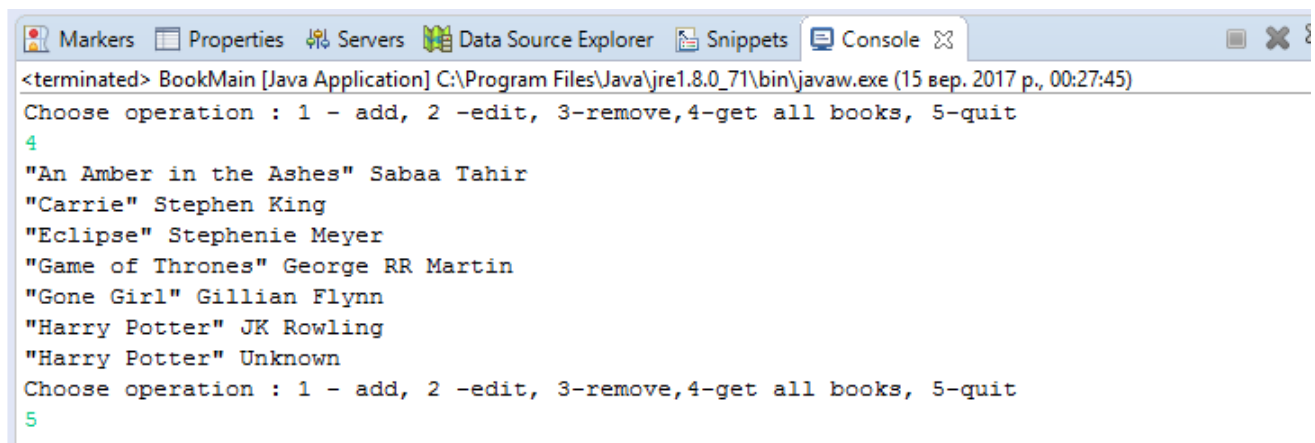 Markers Properties Servers Data Source Explorer Snippets Console
<terminated> BookMain [Java Application] C:\Program Files\Java\jre1.8.0_71\bin\javaw.exe (15 вер. 2017 р., 00:27:45)
Choose operation : 1 - add, 2 -edit, 3-remove,4-get all books, 5-quit
4
"An Amber in the Ashes" Sabaa Tahir
"Carrie" Stephen King
"Eclipse" Stephenie Meyer
"Game of Thrones" George RR Martin
"Gone Girl" Gillian Flynn
"Harry Potter" JK Rowling
"Harry Potter" Unknown
Choose operation : 1 - add, 2 -edit, 3-remove,4-get all books, 5-quit
5